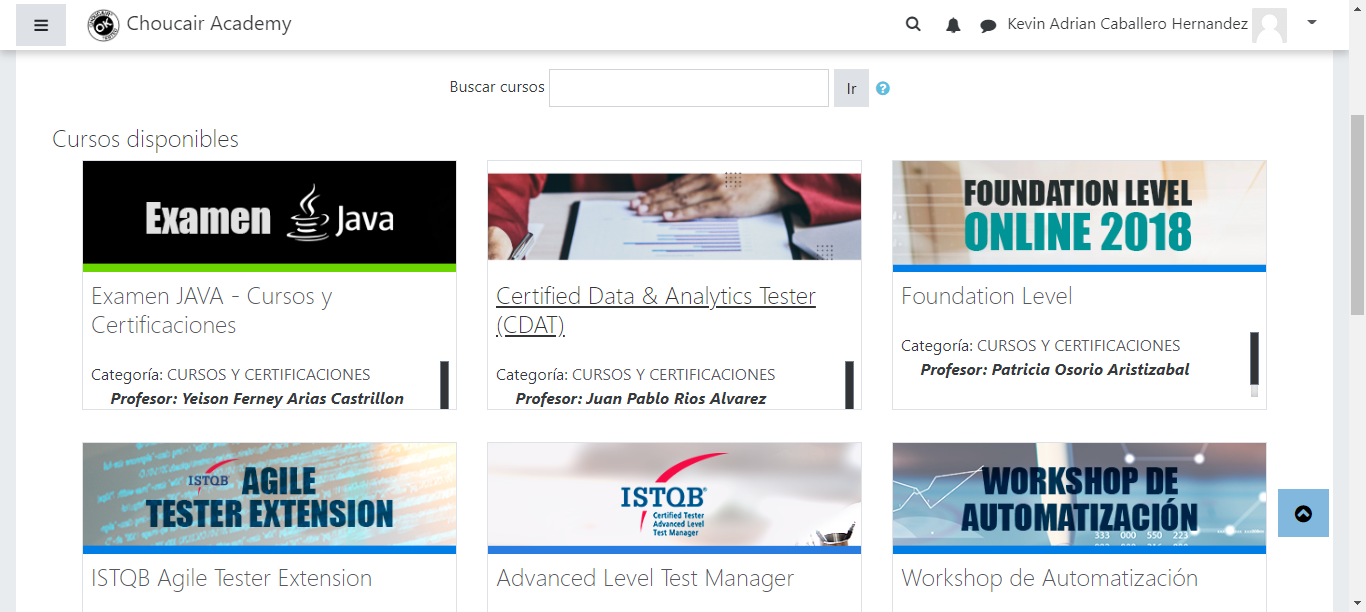 Choucair Academy
Kevin Adrian Caballero Hernandez
Buscar cursos
Ir
Cursos disponibles
Examen Java
Examen JAVA - Cursos y
Certificaciones
Categoría: CURSOS Y CERTIFICACIONES
Profesor: Yeison Ferney Arias Castrillon
Certified Data & Analytics Tester
(CDAT)
Categoría: CURSOS Y CERTIFICACIONES
Profesor: Juan Pablo Rios Alvarez
FOUNDATION LEVEL
ONLINE 2018
Foundation Level
Categoría: CURSOS Y CERTIFICACIONES
Profesor: Patricia Osorio Aristizabal
ISTQB AGILE
TESTER EXTENSION
ISTQB Agile Tester Extension
ISTQB®
Certified Tester
Advanced Level
Test Manager
Advanced Level Test Manager
WORKSHOP DE
AUTOMATIZACIÓN
333 000 550 223
Workshop de Automatización